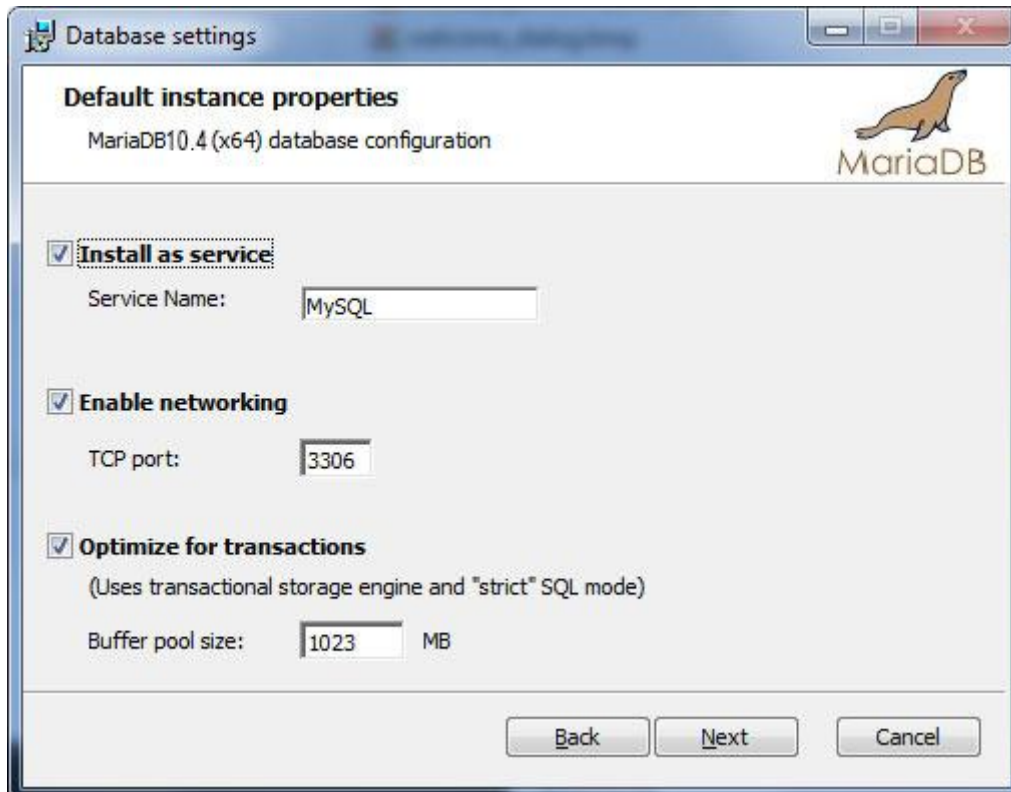 Database settings
Default instance properties
MariaDB10.4 (x64) database configuration
MariaDB
Install as service
Service Name: MySQL
Enable networking
TCP port: 3306
Optimize for transactions
(Uses transactional storage engine and "strict" SQL mode)
Buffer pool size: 1023 MB
Back Next Cancel